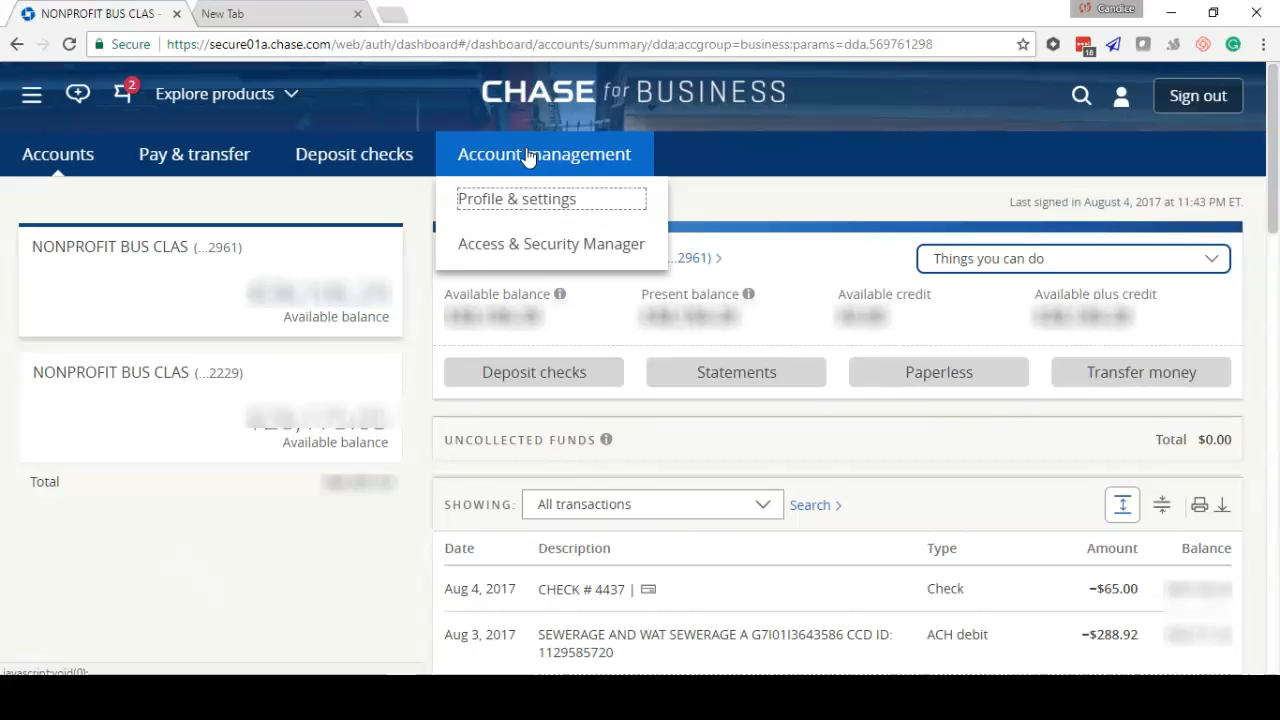 NONPROFIT BUS CLAS -
New Tab
Candice
Secure
https://secure01a.chase.com/web/auth/dashboard#/dashboard/accounts/summary/dda;accgroup=business;params=dda,569761298
18
2
Explore products
CHASE for BUSINESS
Sign out
Accounts
Pay & transfer
Deposit checks
Account management
Profile & settings
Access & Security Manager
Last signed in August 4, 2017 at 11:43 PM ET.
NONPROFIT BUS CLAS (...2961)
Available balance
NONPROFIT BUS CLAS (...2229)
Available balance
Total
...2961) >
Things you can do
Available balance
Present balance
Available credit
Available plus credit
Deposit checks
Statements
Paperless
Transfer money
UNCOLLECTED FUNDS
Total $0.00
SHOWING:
All transactions
Search >
Date Description Type Amount Balance
Aug 4, 2017 CHECK # 4437 | Check −$65.00
Aug 3, 2017 SEWERAGE AND WAT SEWERAGE A G7I01I3643586 CCD ID: ACH debit −$288.92
1129585720
javascript:void(0);